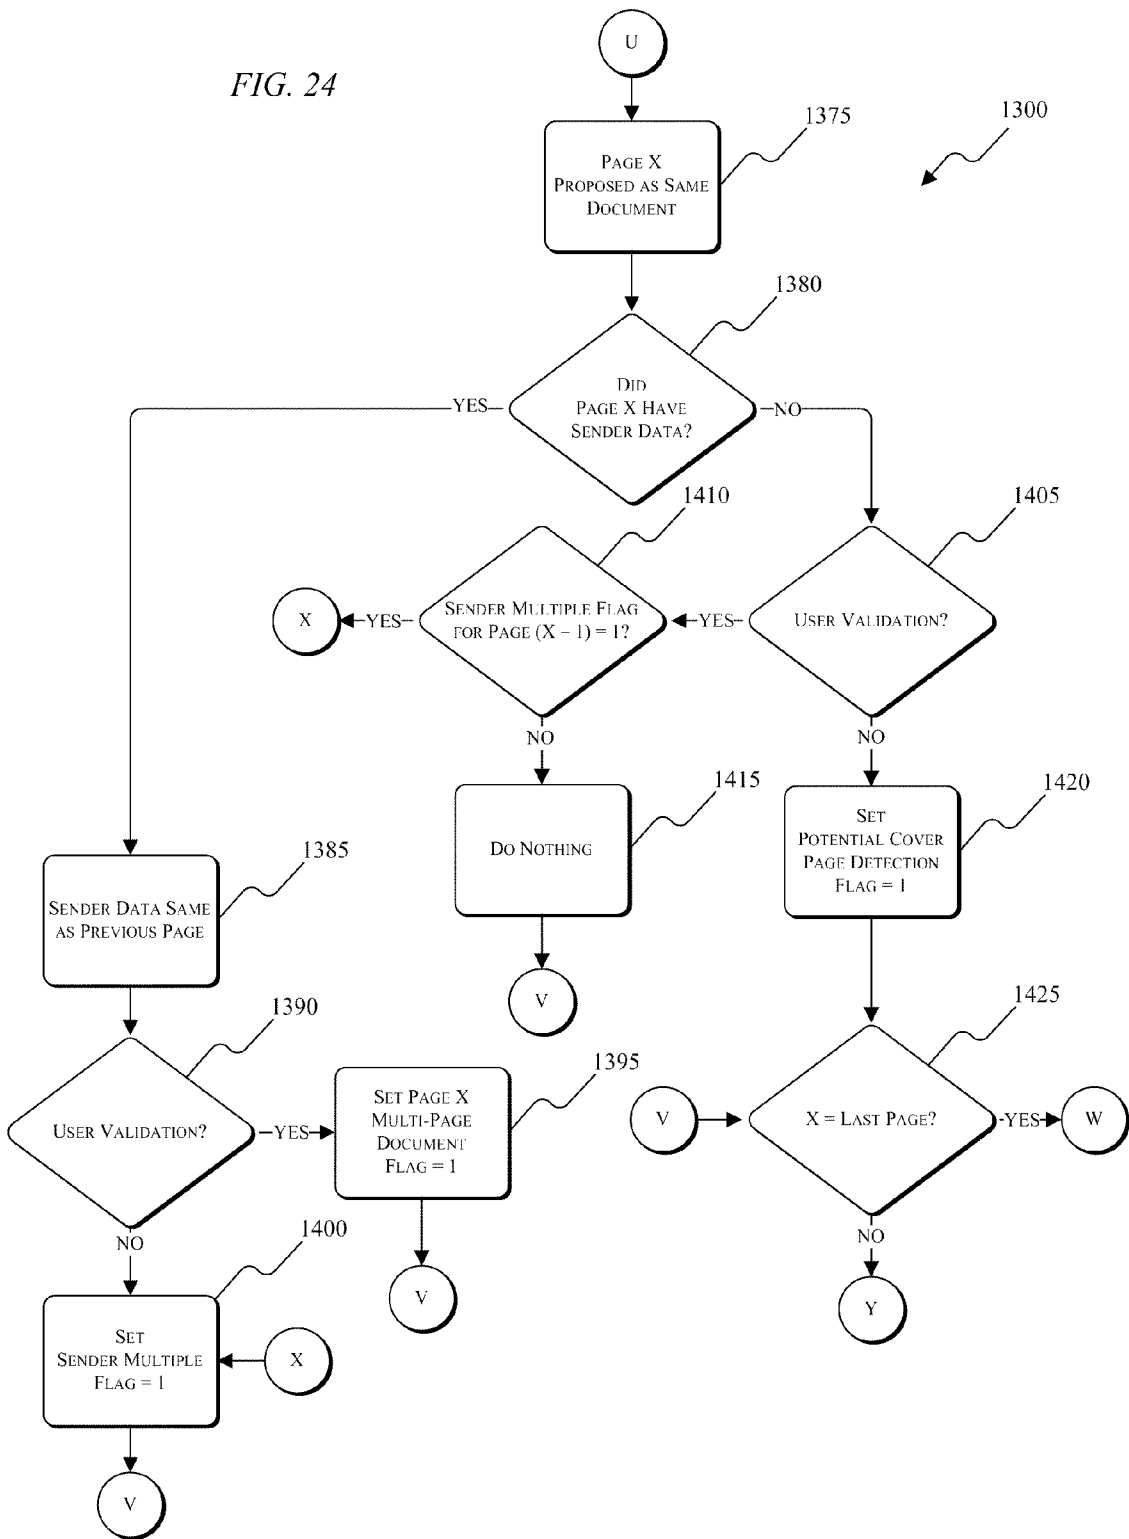 FIG. 24
U
1375
1300
PAGE X
PROPOSED AS SAME
DOCUMENT
1380
DID
PAGE X HAVE
SENDER DATA?
YES
NO
1410
1405
X
YES
SENDER MULTIPLE FLAG
FOR PAGE (X – 1) = 1?
YES
USER VALIDATION?
NO
NO
1415
1420
DO NOTHING
SET
POTENTIAL COVER
PAGE DETECTION
FLAG = 1
1385
SENDER DATA SAME
AS PREVIOUS PAGE
V
1390
1425
1395
USER VALIDATION?
YES
SET PAGE X
MULTI-PAGE
DOCUMENT
FLAG = 1
V
X = LAST PAGE?
YES
W
NO
NO
1400
V
Y
SET
SENDER MULTIPLE
FLAG = 1
X
V